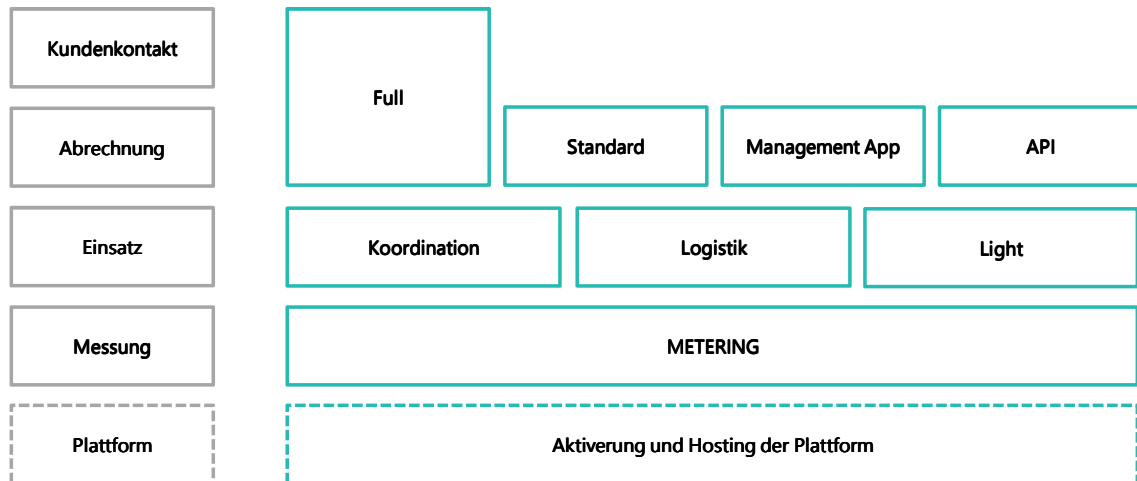 Kundenkontakt
Full
Abrechnung
Standard
Management App
API
Einsatz
Koordination
Logistik
Light
Messung
METERING
Plattform
Aktiverung und Hosting der Plattform